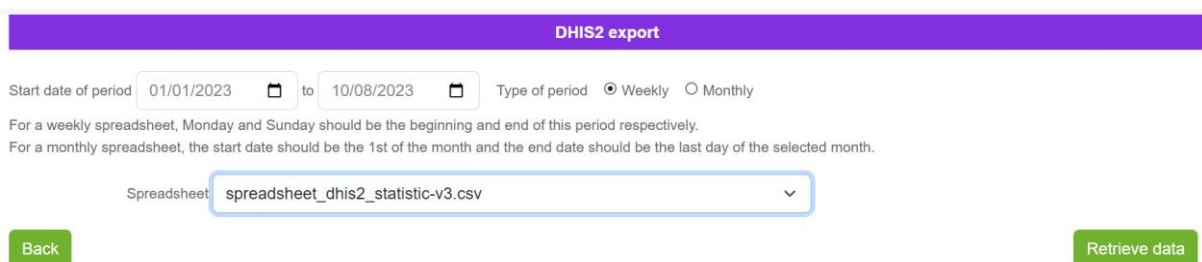 DHIS2 export
Start date of period 01/01/2023 to 10/08/2023 Type of period Weekly Monthly
For a weekly spreadsheet, Monday and Sunday should be the beginning and end of this period respectively.
For a monthly spreadsheet, the start date should be the 1st of the month and the end date should be the last day of the selected month.
Spreadsheet spreadsheet_dhis2_statistic-v3.csv
Back Retrieve data